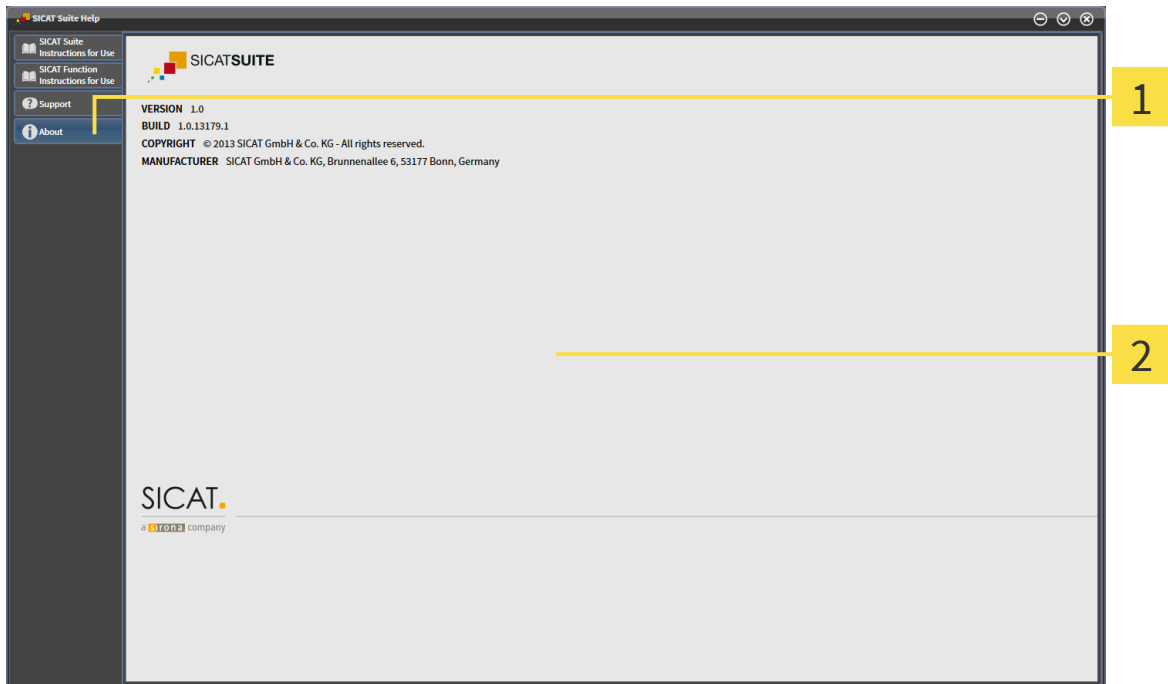 SICAT Suite Help
SICAT Suite
Instructions for Use
SICAT Function
Instructions for Use
Support
About
SICATSUITE
VERSION 1.0
BUILD 1.0.13179.1
COPYRIGHT © 2013 SICAT GmbH & Co. KG - All rights reserved.
MANUFACTURER SICAT GmbH & Co. KG, Brunnenallee 6, 53177 Bonn, Germany
1
2
SICAT.
a sirona company